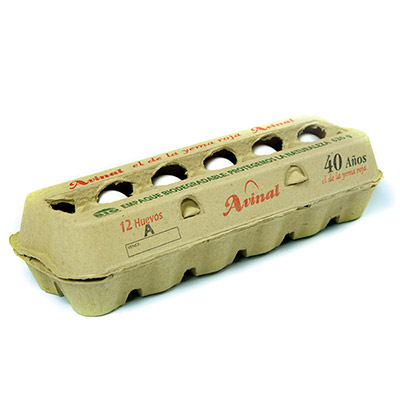 Avinal el de la yema roja Avinal
EMPAQUE BIODEGRADABLE, PROTEGEMOS LA NATURALEZA
12 Huevos
A
Avinal
40 Años
el de la yema roja